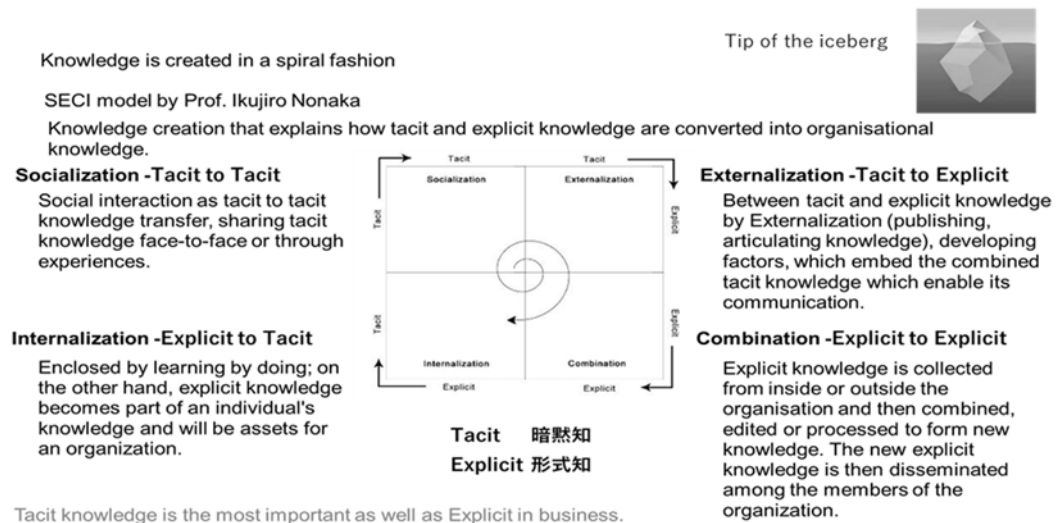 Tip of the iceberg
Knowledge is created in a spiral fashion
SECI model by Prof. Ikujiro Nonaka
Knowledge creation that explains how tacit and explicit knowledge are converted into organisational
knowledge.
Socialization -Tacit to Tacit
Social interaction as tacit to tacit
knowledge transfer, sharing tacit
knowledge face-to-face or through
experiences.
Internalization -Explicit to Tacit
Enclosed by learning by doing; on
the other hand, explicit knowledge
becomes part of an individual's
knowledge and will be assets for
an organization.
Tacit
Tacit
Socialization
Externalization
Tacit
Explicit
Tacit
Explicit
Internalization
Combination
Explicit
Explicit
Tacit 暗黙知
Explicit 形式知
Externalization -Tacit to Explicit
Between tacit and explicit knowledge
by Externalization (publishing,
articulating knowledge), developing
factors, which embed the combined
tacit knowledge which enable its
communication.
Combination -Explicit to Explicit
Explicit knowledge is collected
from inside or outside the
organisation and then combined,
edited or processed to form new
knowledge. The new explicit
knowledge is then disseminated
among the members of the
organization.
Tacit knowledge is the most important as well as Explicit in business.